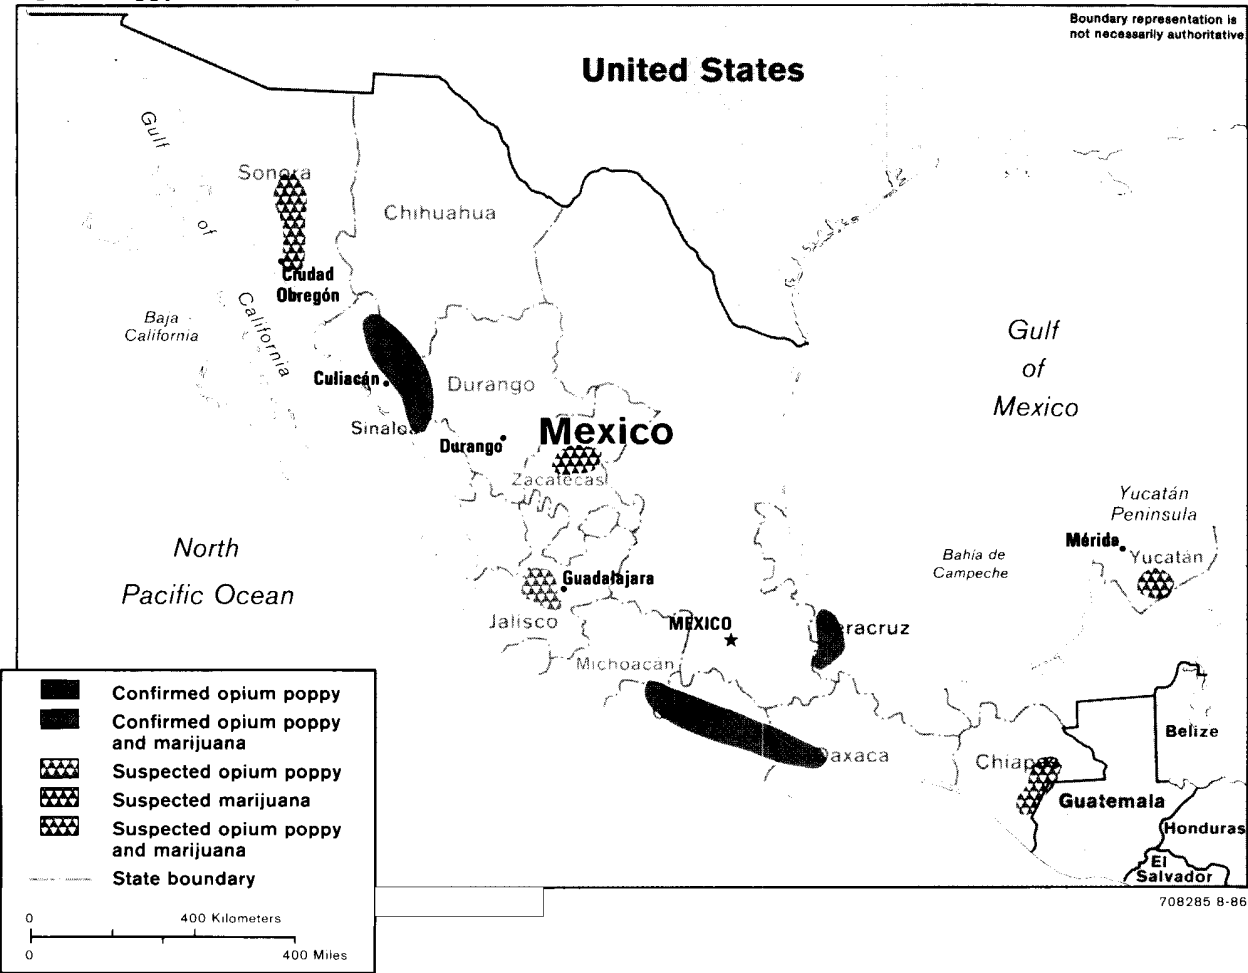 Boundary representation is
not necessarily authoritative
United States
Gulf
of
California
Sonora
Chihuahua
Ciudad
Obregón
Baja
California
Gulf
of
Mexico
Culiacán
Durango
Sinaloa
Durango
Mexico
Zacatecas
Yucatán
Peninsula
North
Pacific Ocean
Bahía de
Campeche
Mérida
Yucatán
Guadalajara
Jalisco
MEXICO
Veracruz
Michoacán
Oaxaca
Chiapas
Belize
Guatemala
Honduras
El
Salvador
Confirmed opium poppy
Confirmed opium poppy
and marijuana
Suspected opium poppy
Suspected marijuana
Suspected opium poppy
and marijuana
State boundary
0 400 Kilometers
0 400 Miles
708285 8-86